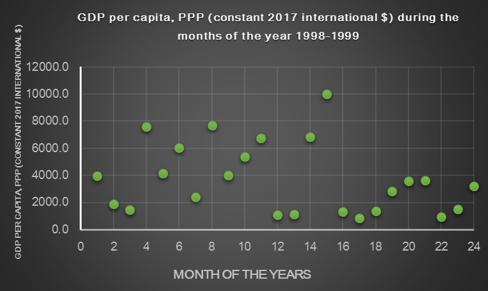 GDP per capita, PPP (constant 2017 international $) during the
months of the year 1998-1999
GDP PER CAPITA, PPP (CONSTANT 2017 INTERNATIONAL $)
12000.0
10000.0
8000.0
6000.0
4000.0
2000.0
0.0
0 2 4 6 8 10 12 14 16 18 20 22 24
MONTH OF THE YEARS